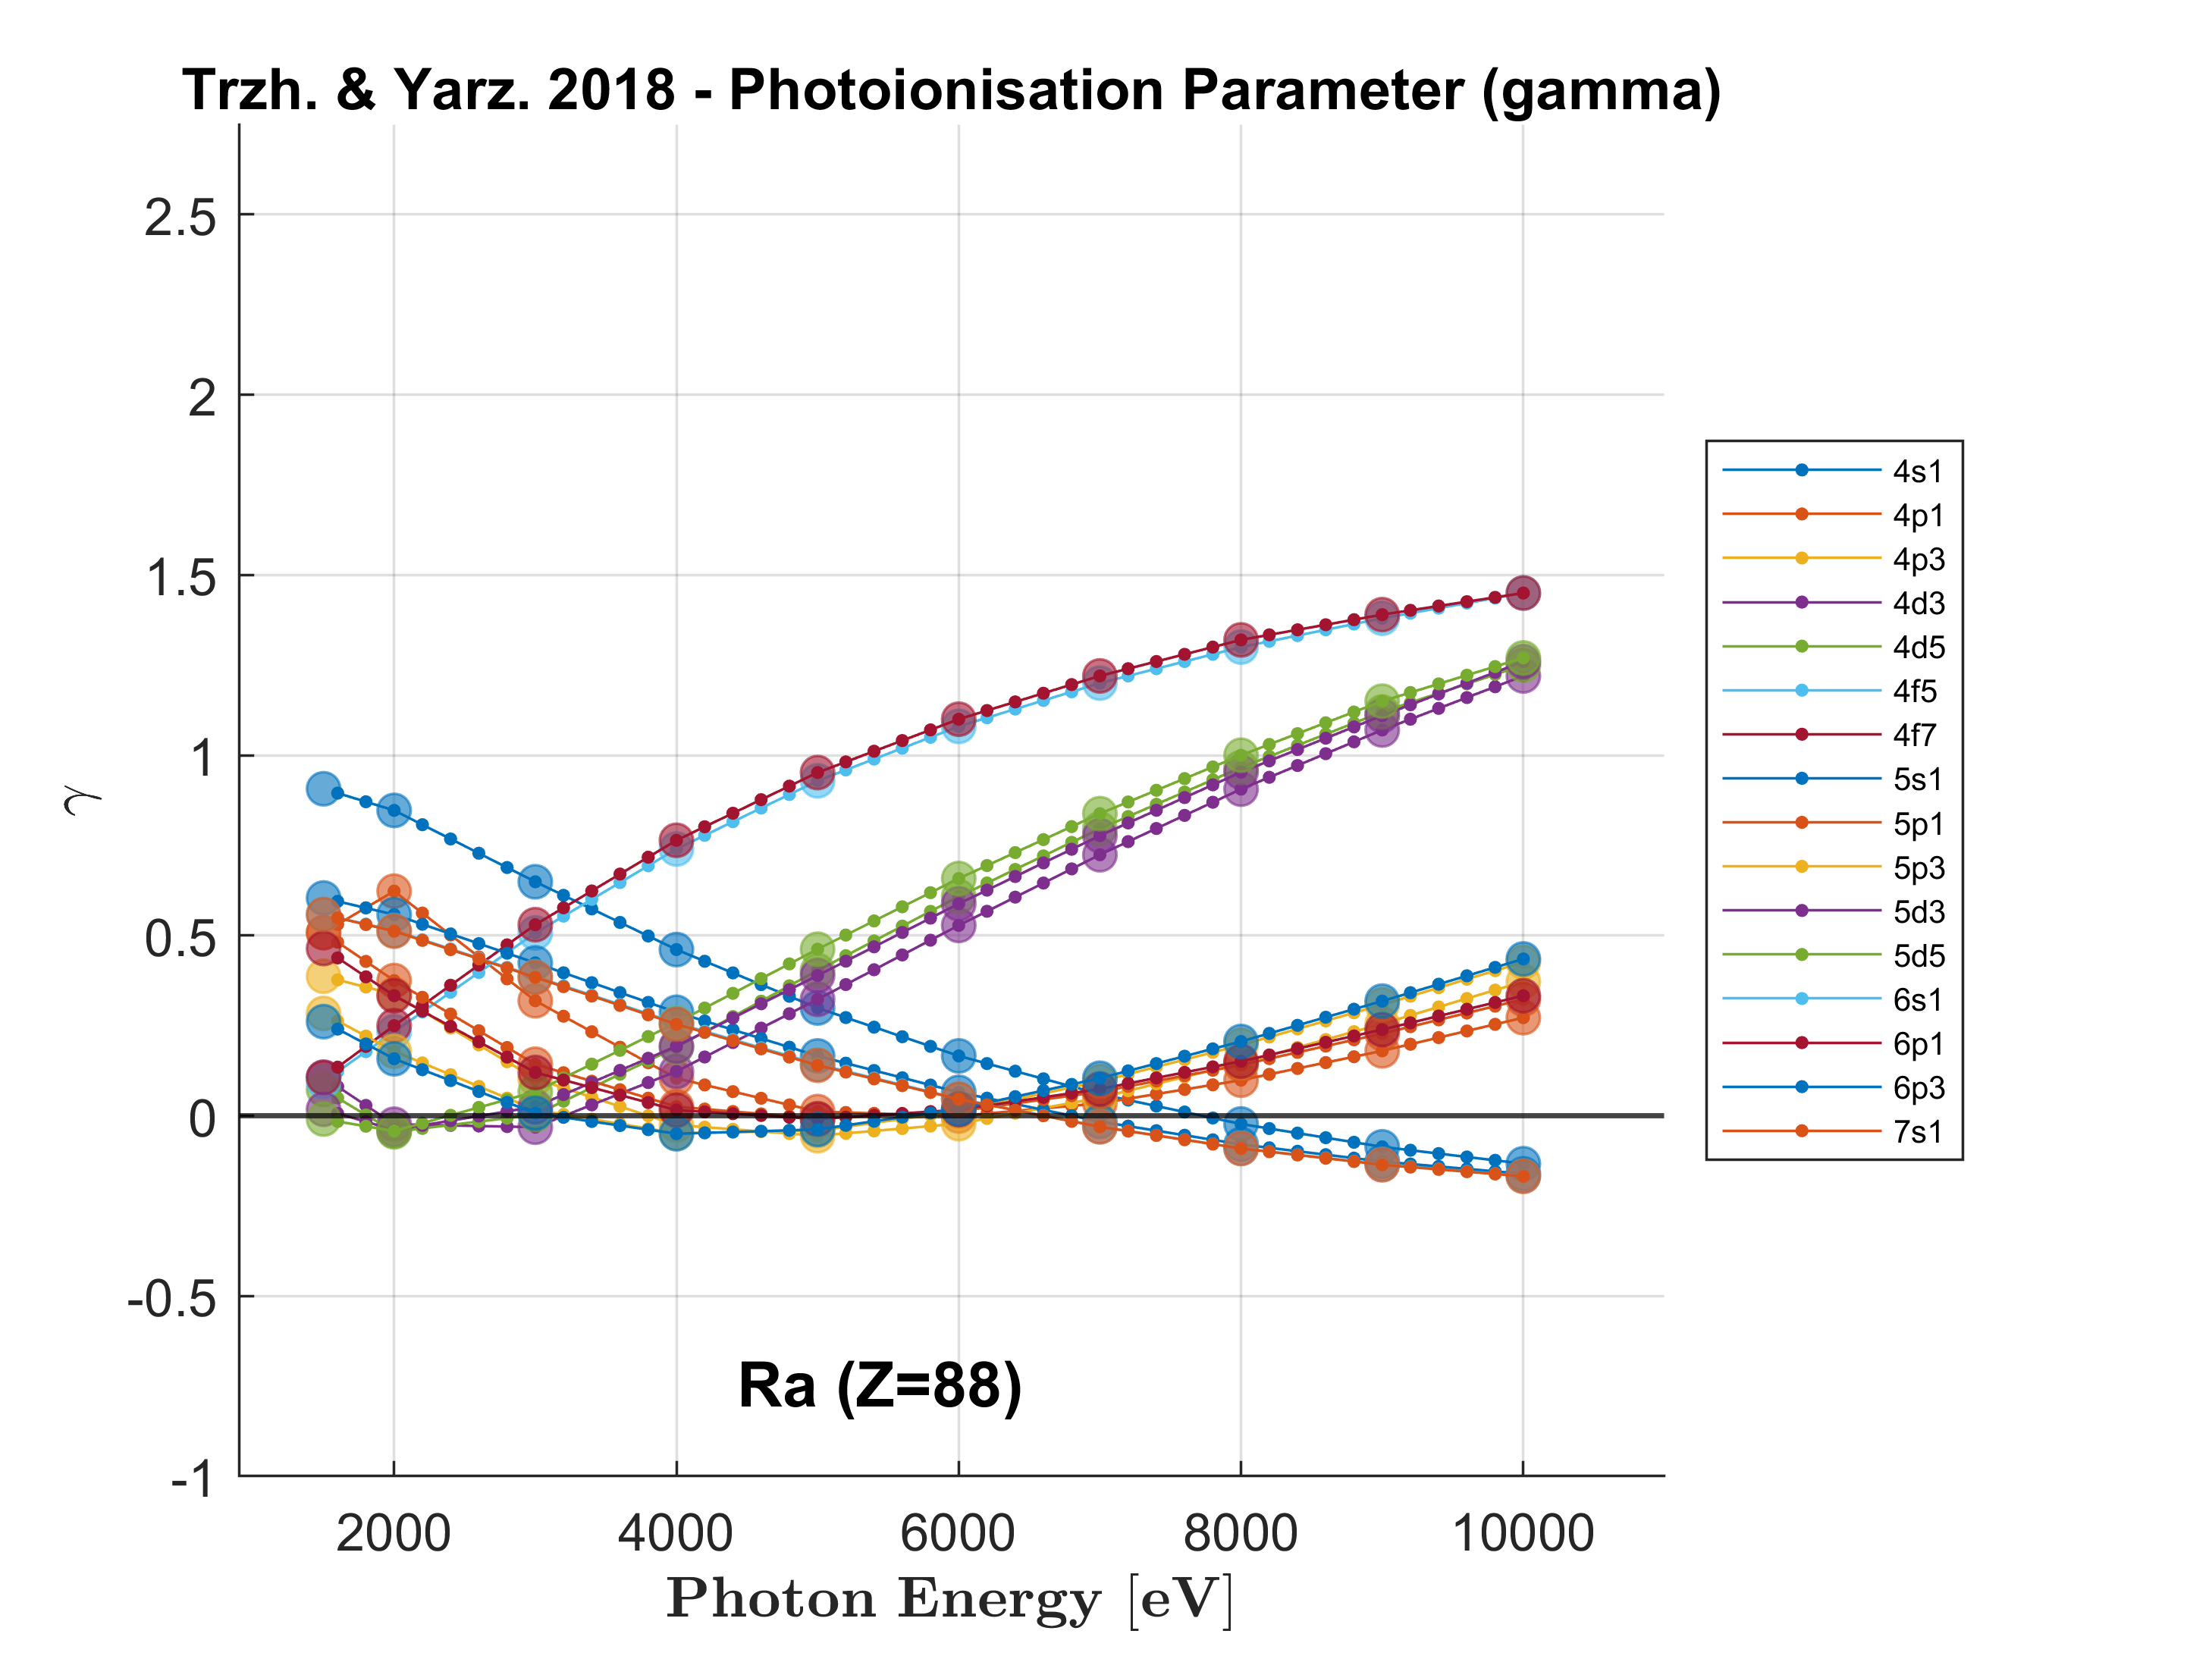 Trzh. & Yarz. 2018 - Photoionisation Parameter (gamma)
2.5
2
1.5
1
0.5
0
-0.5
-1
γ
2000 4000 6000 8000 10000
Photon Energy [eV]
Ra (Z=88)
4s1
4p1
4p3
4d3
4d5
4f5
4f7
5s1
5p1
5p3
5d3
5d5
6s1
6p1
6p3
7s1